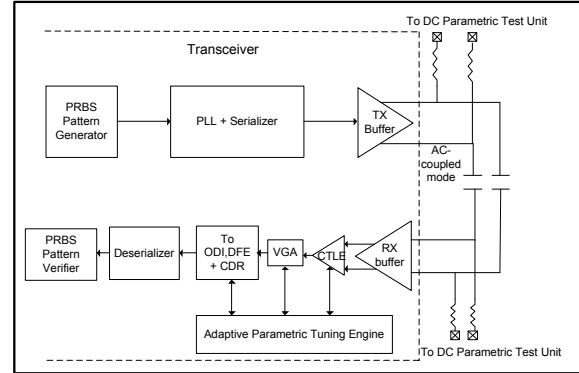 To DC Parametric Test Unit
Transceiver
PRBS
Pattern
Generator
PLL + Serializer
TX
Buffer
AC-
coupled
mode
PRBS
Pattern
Verifier
Deserializer
To
ODI,DFE
+ CDR
VGA
CTLE
RX
buffer
Adaptive Parametric Tuning Engine
To DC Parametric Test Unit